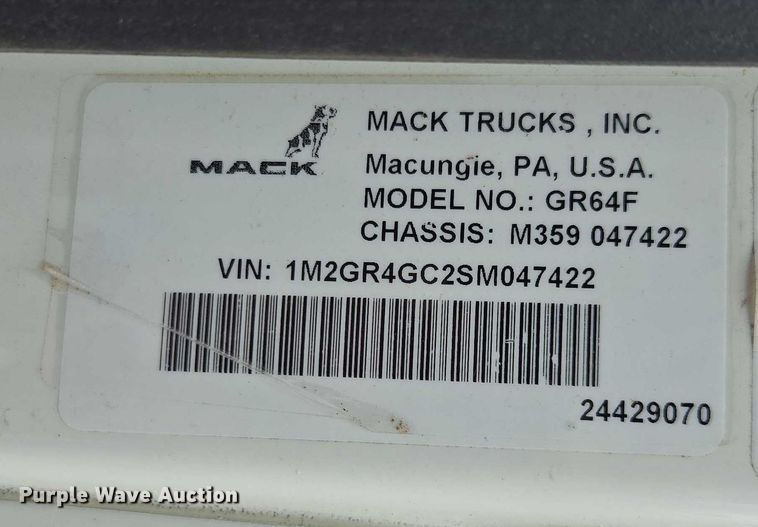 MACK
MACK TRUCKS , INC.
Macungie, PA, U.S.A.
MODEL NO.: GR64F
CHASSIS: M359 047422
VIN: 1M2GR4GC2SM047422
24429070
Purple Wave Auction